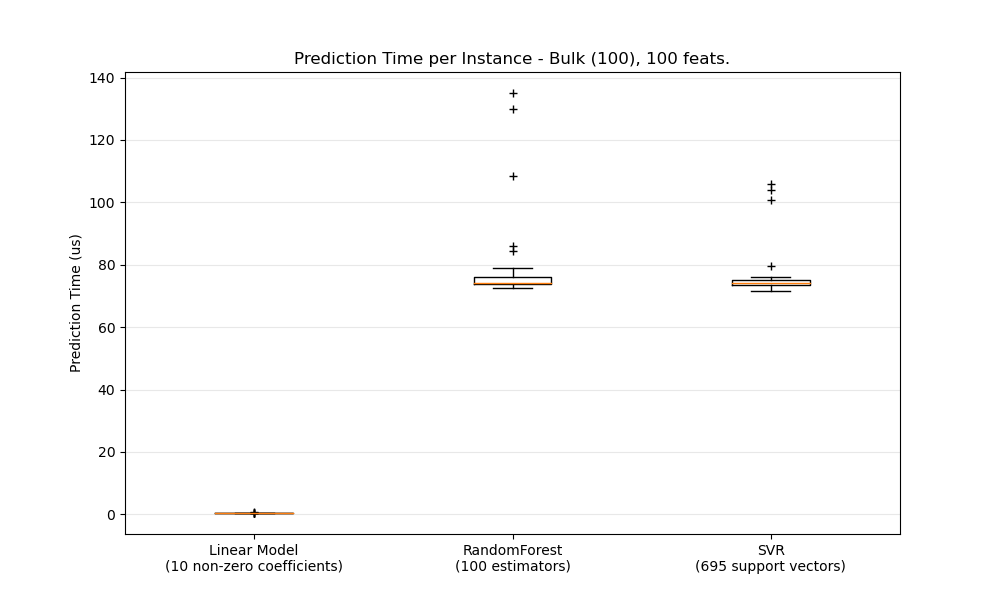 Prediction Time per Instance - Bulk (100), 100 feats.
Prediction Time (us)
140
120
100
80
60
40
20
0
Linear Model
(10 non-zero coefficients)
RandomForest
(100 estimators)
SVR
(695 support vectors)